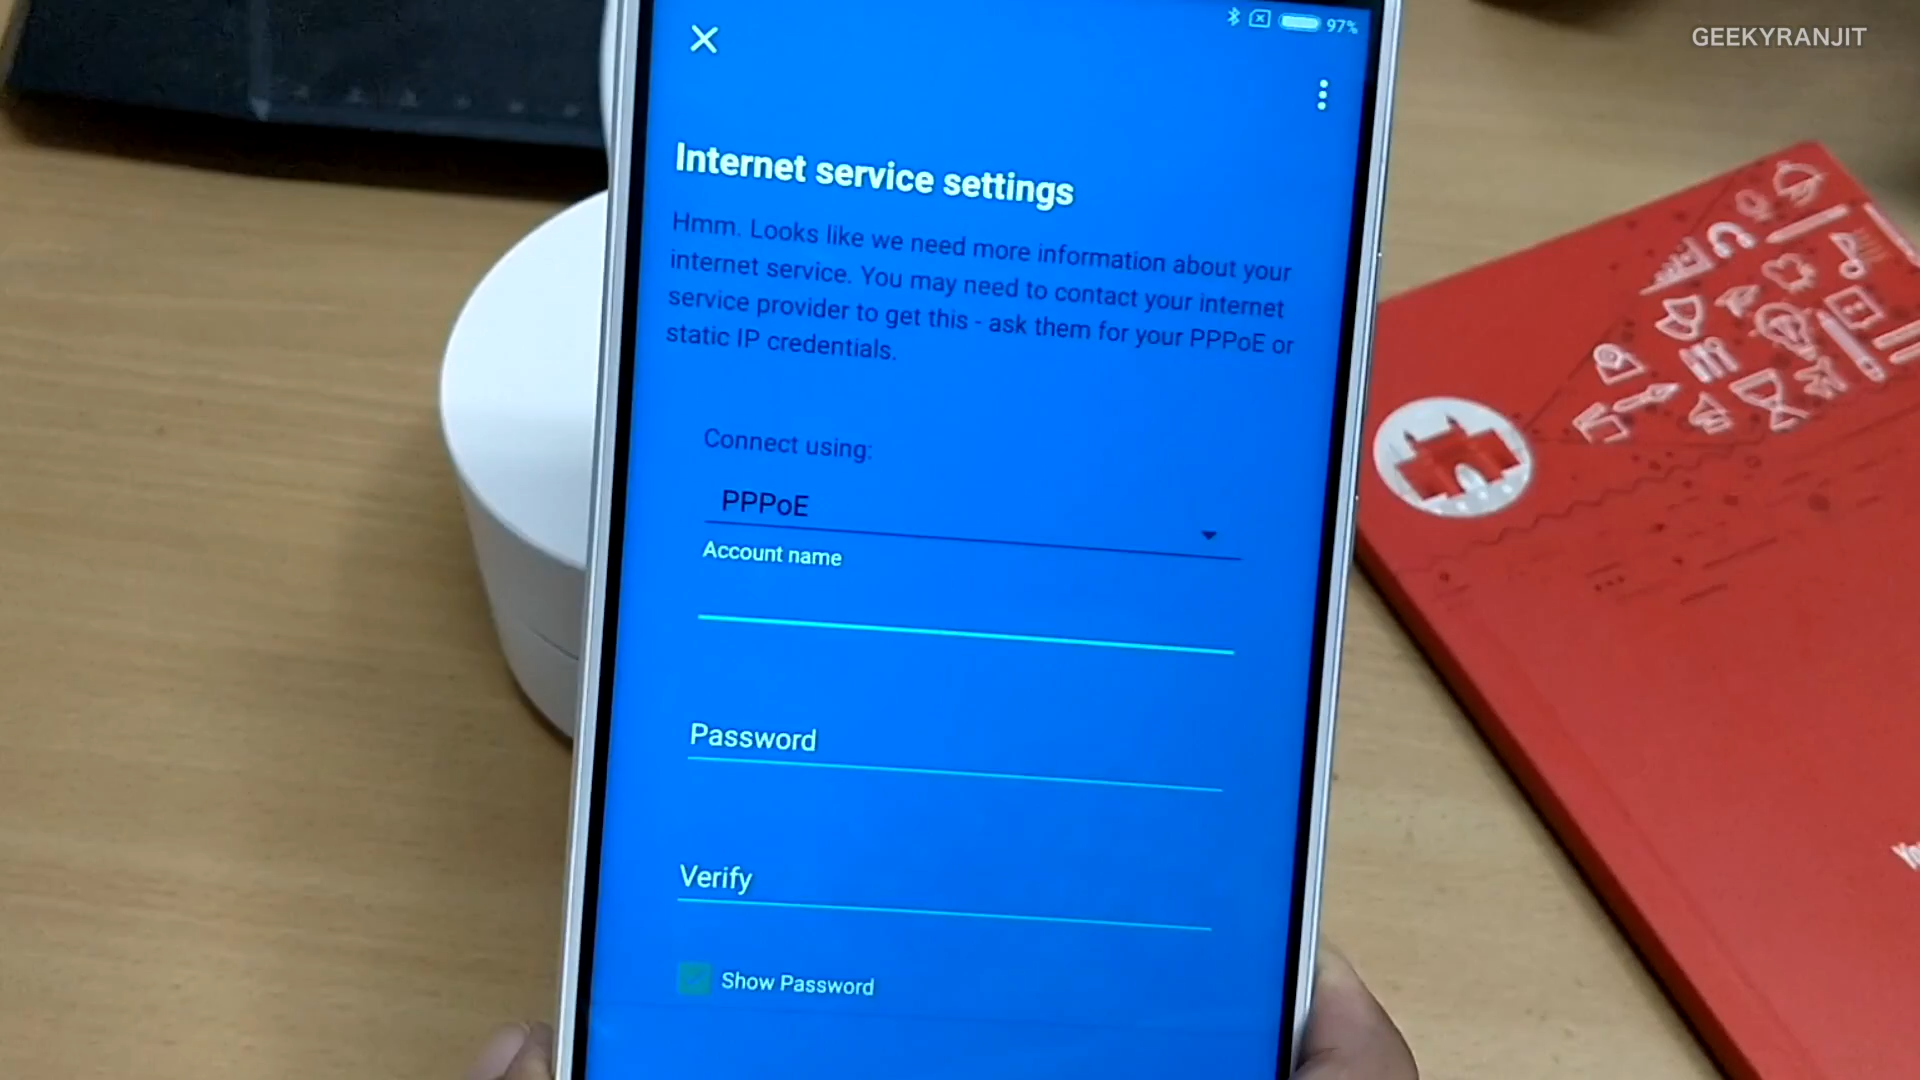 GEEKYRANJIT
97%
Internet service settings
Hmm. Looks like we need more information about your
internet service. You may need to contact your internet
service provider to get this - ask them for your PPPoE or
static IP credentials.
Connect using:
PPPoE
Account name
Password
Verify
Show Password